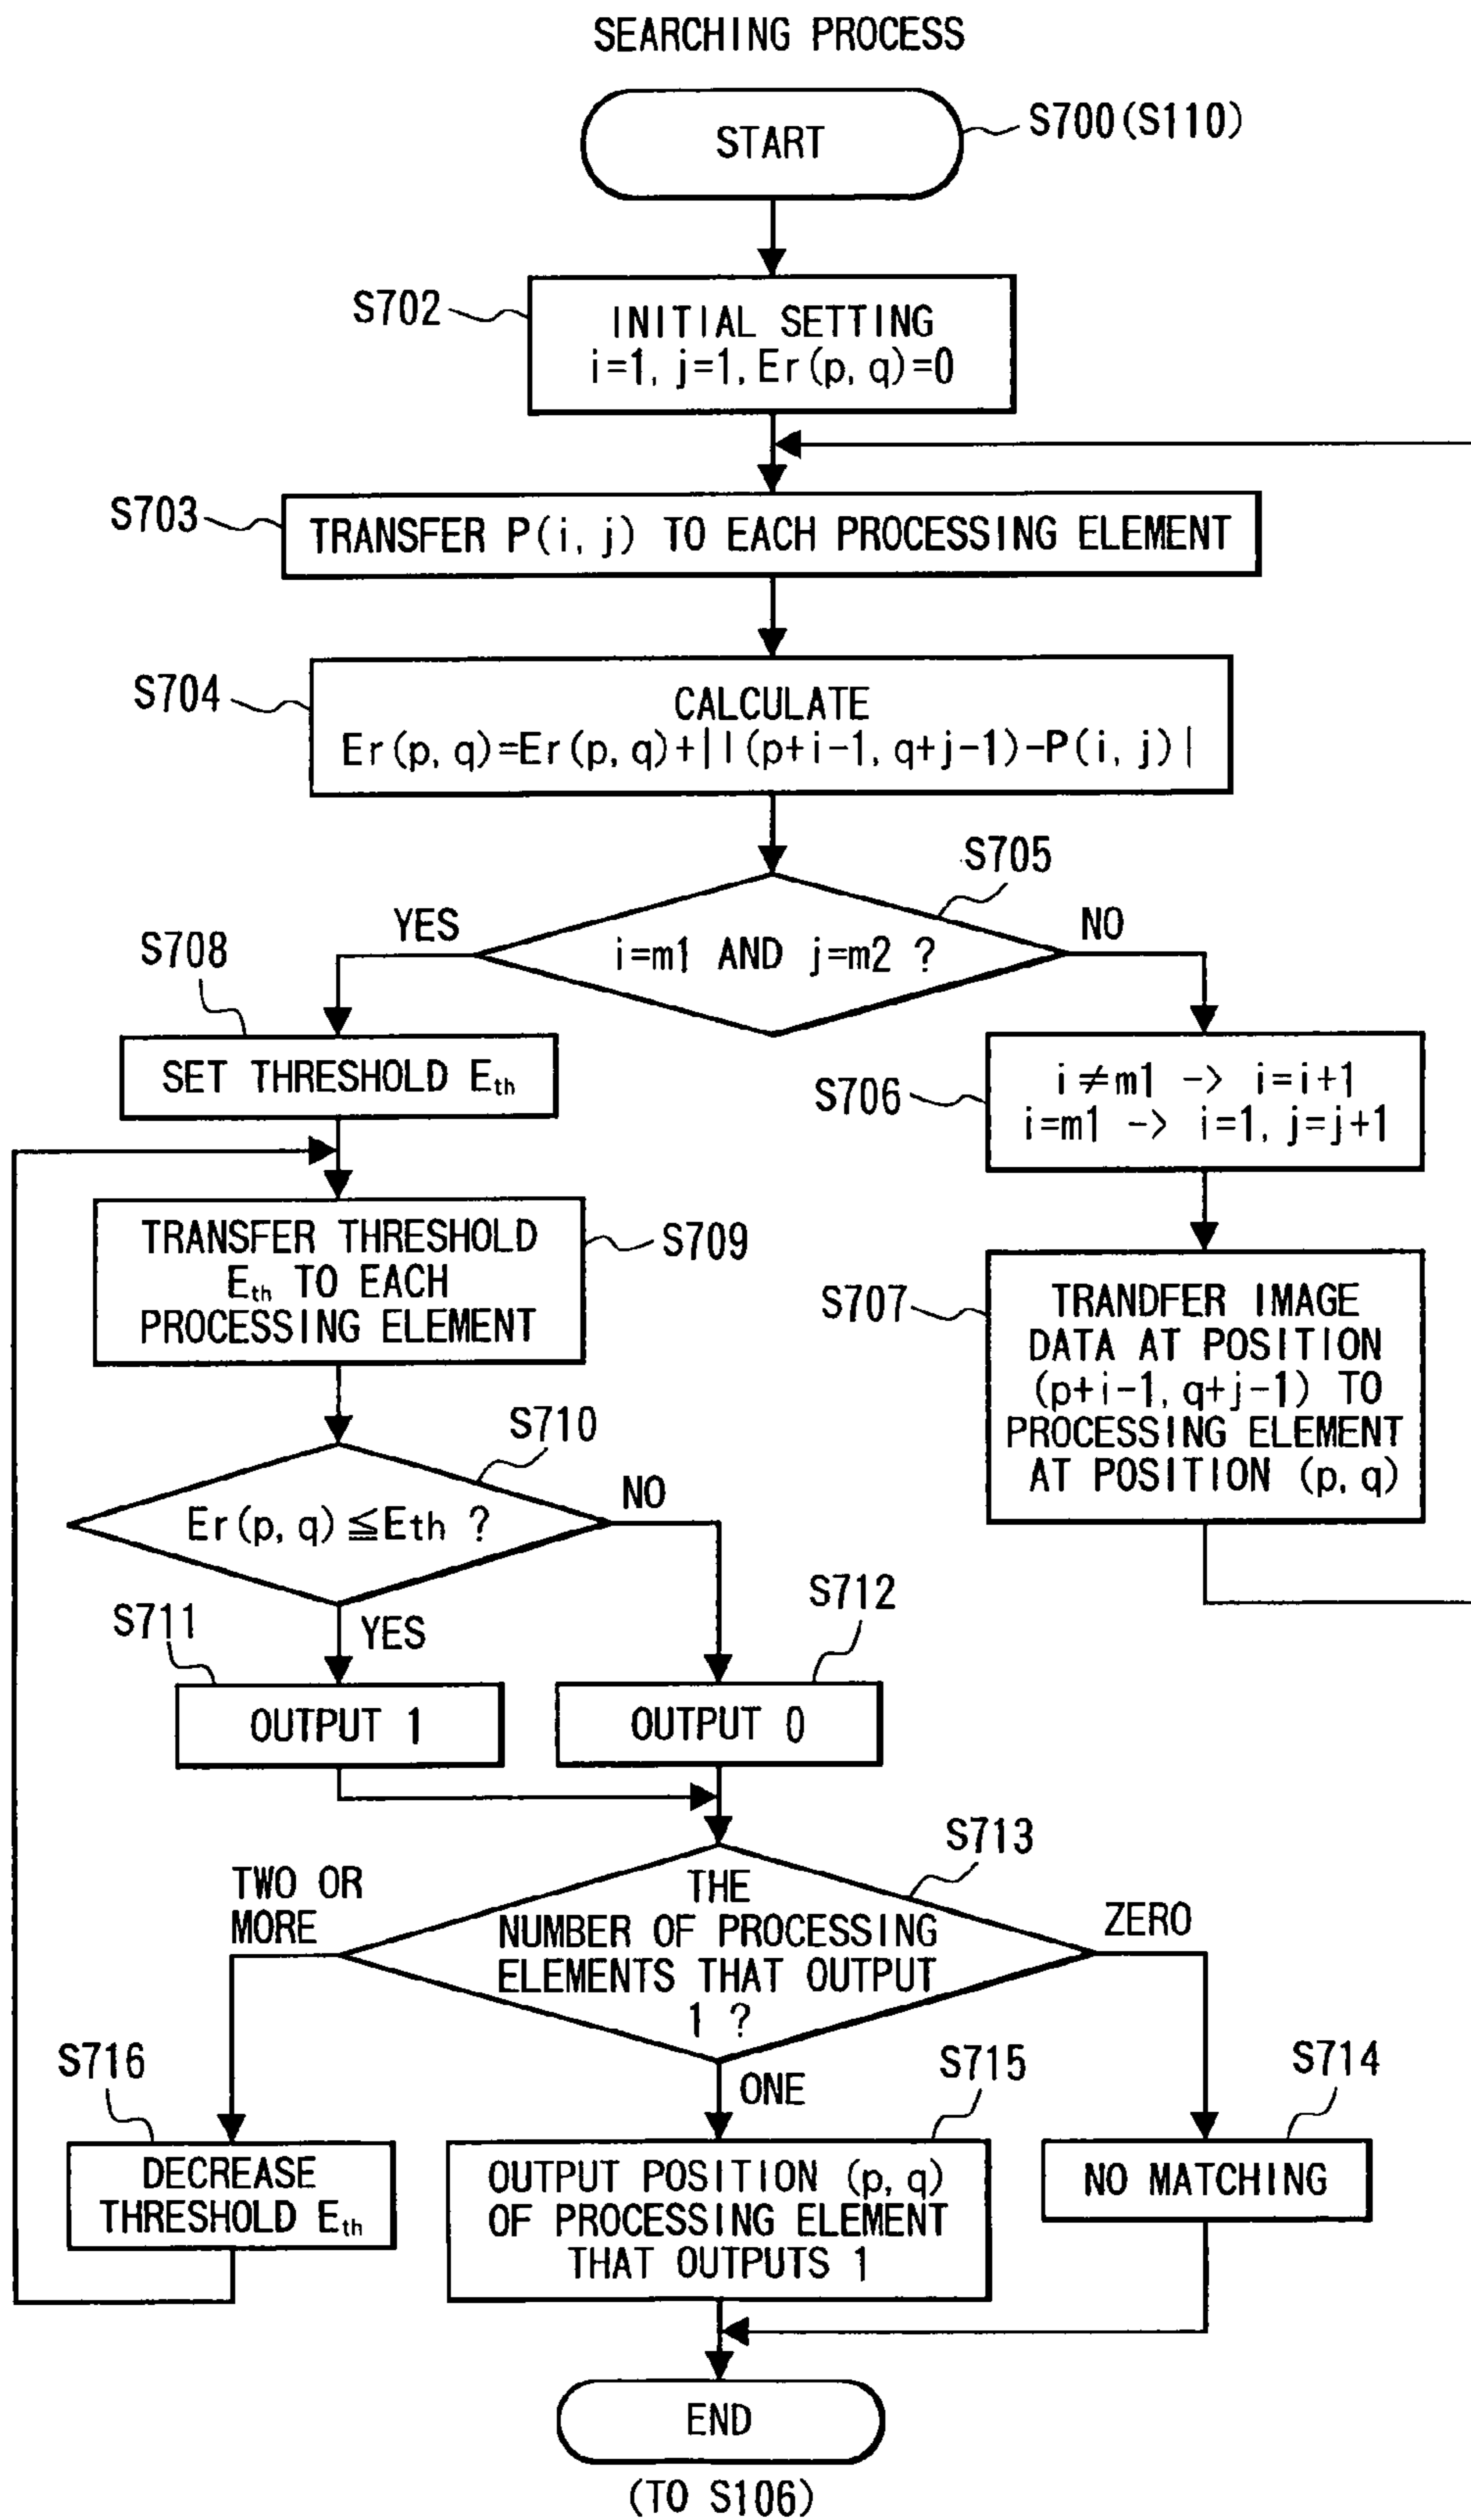 SEARCHING PROCESS
START
S700(S110)
S702
INITIAL SETTING
i=1, j=1, Er(p, q)=0
S703
TRANSFER P(i, j) TO EACH PROCESSING ELEMENT
S704
CALCULATE
Er(p, q)=Er(p, q)+|I(p+i-1, q+j-1)-P(i, j)|
S705
YES
NO
i=m1 AND j=m2 ?
S708
SET THRESHOLD Eth
S706
i≠m1 -> i=i+1
i=m1 -> i=1, j=j+1
TRANSFER THRESHOLD
Eth TO EACH
PROCESSING ELEMENT
S709
S707
TRANDFER IMAGE
DATA AT POSITION
(p+i-1, q+j-1) TO
PROCESSING ELEMENT
AT POSITION (p, q)
S710
NO
Er(p, q)≦Eth ?
S711
YES
S712
OUTPUT 1
OUTPUT 0
S713
TWO OR
MORE
THE
NUMBER OF PROCESSING
ELEMENTS THAT OUTPUT
1 ?
ZERO
S716
ONE
S715
S714
DECREASE
THRESHOLD Eth
OUTPUT POSITION (p, q)
OF PROCESSING ELEMENT
THAT OUTPUTS 1
NO MATCHING
END
(TO S106)